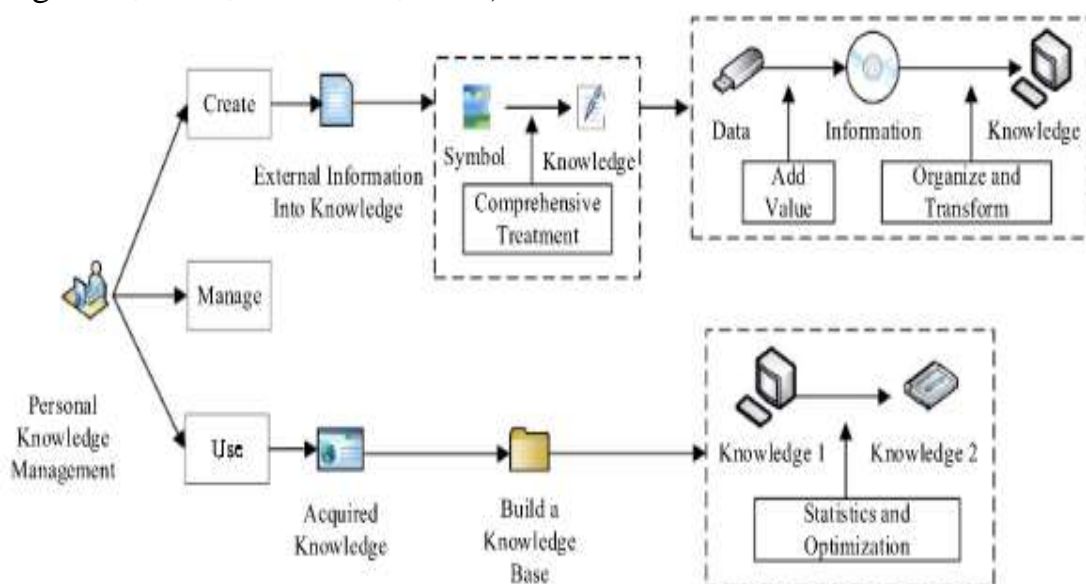 Create
External Information
Into Knowledge
Symbol
Knowledge
Comprehensive
Treatment
Data
Information
Knowledge
Add
Value
Organize and
Transform
Manage
Personal
Knowledge
Management
Use
Acquired
Knowledge
Build a
Knowledge
Base
Knowledge 1
Knowledge 2
Statistics and
Optimization